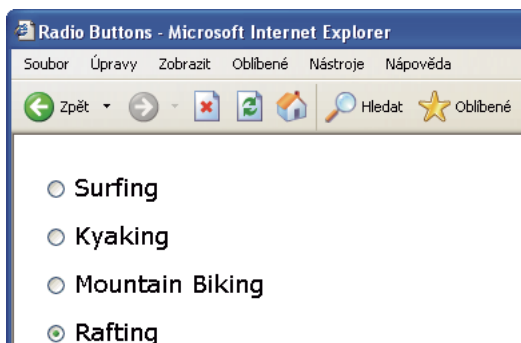 Radio Buttons - Microsoft Internet Explorer
Soubor Úpravy Zobrazit Oblíbené Nástroje Nápověda
Zpět Hledat Oblíbené
Surfing
Kyaking
Mountain Biking
Rafting